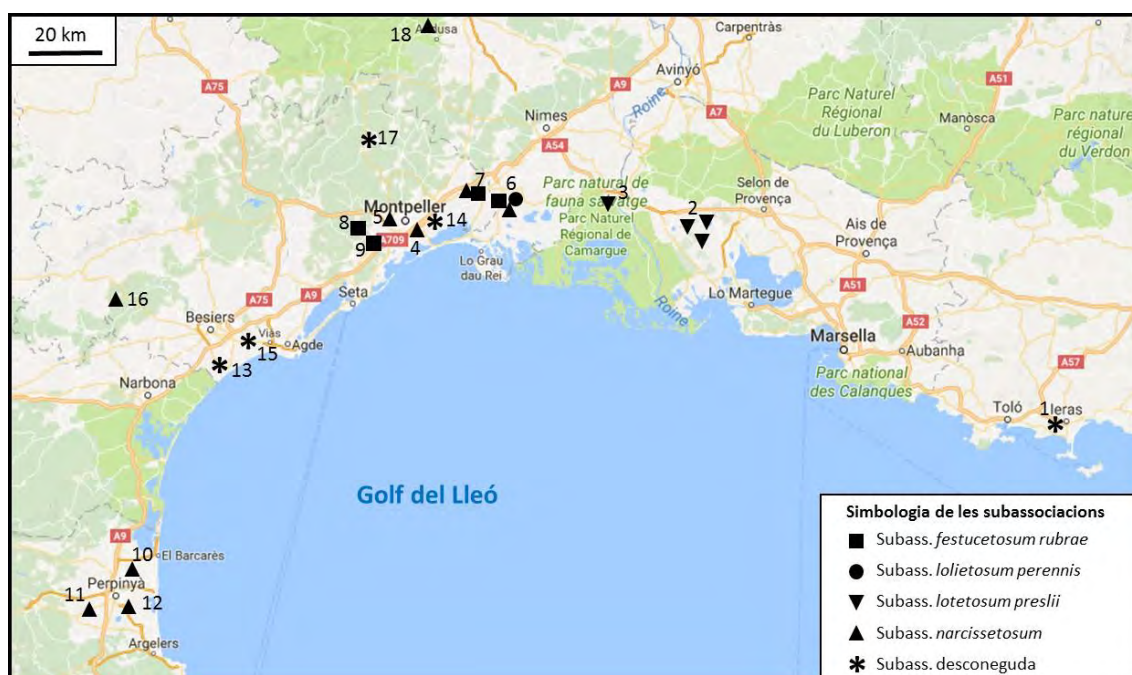 20 km
18
Andusa
Carpentràs
A9
A51
A75
Avinyó
Roine
A7
Parc Naturel
Régional
du Luberon
Manòsca
Parc nature
régional
du Verdon
Nimes
17
A54
7
6
Parc natural de
fauna salvatge
3
Parc Naturel
Régional de
Camargue
Selon de
Provença
2
Montpeller
5
14
8
A709
4
9
Ais de
Provença
Lo Grau
dau Rei
16
A75
A9
Seta
Roine
Lo Martegue
A51
Besiers
A52
Marsella
Aubanha
Viàs
Agde
15
13
Narbona
Parc national
des Calanques
A57
Toló
1
Ieras
Golf del Lleó
A9
El Barcarès
10
Perpinyà
11
12
Argelers
Simbologia de les subassociacions
Subass. festucetosum rubrae
Subass. lolietosum perennis
Subass. lotetosum preslii
Subass. narcissetosum
Subass. desconeguda